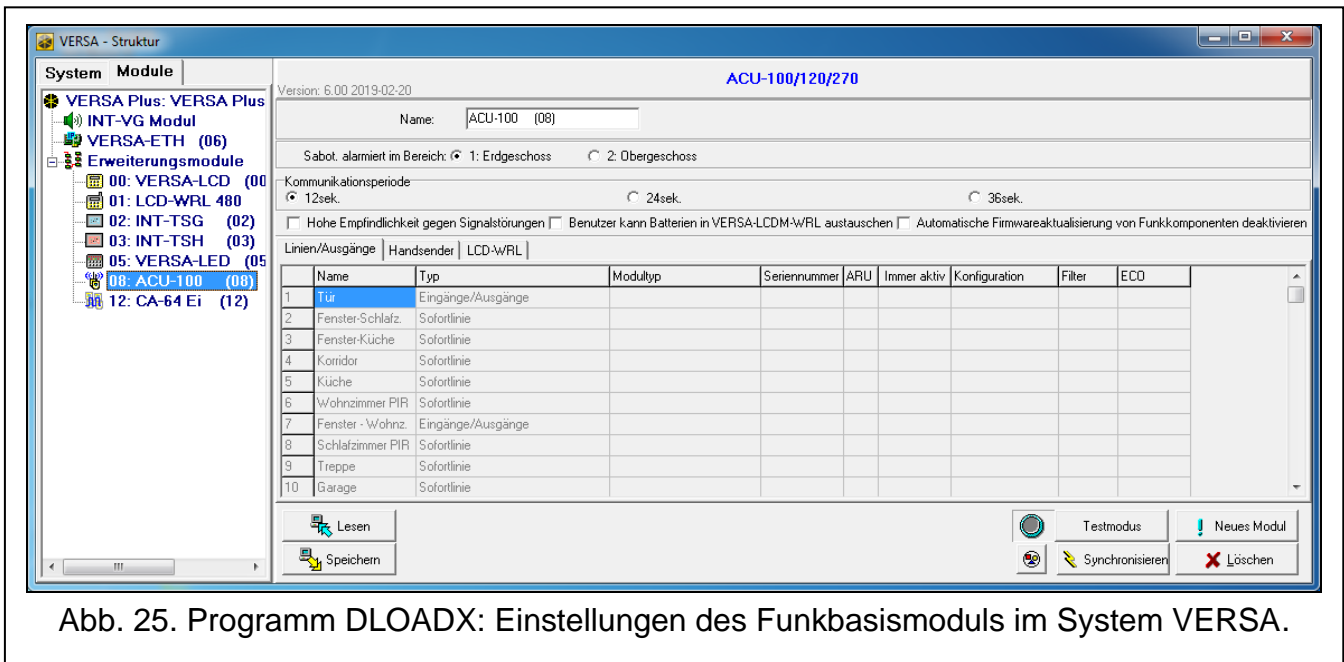 VERSA - Struktur
System Module
VERSA Plus: VERSA Plus
INT-VG Modul
VERSA-ETH (06)
Erweiterungsmodule
00: VERSA-LCD (00
01: LCD-WRL 480
02: INT-TSG (02)
03: INT-TSH (03)
05: VERSA-LED (05
08: ACU-100 (08)
12: CA-64 Ei (12)
ACU-100/120/270
Version: 6.00 2019-02-20
Name: ACU-100 (08)
Sabot. alarmiert im Bereich: 1: Erdgeschoss 2: Obergeschoss
Kommunikationsperiode
12sek. 24sek. 36sek.
Hohe Empfindlichkeit gegen Signalstörungen Benutzer kann Batterien in VERSA-LCDM-WRL austauschen Automatische Firmwareaktualisierung von Funkkomponenten deaktivieren
Linien/Ausgänge Handsender LCD-WRL
Name Typ Modultyp Seriennummer ARU Immer aktiv Konfiguration Filter ECO
1 Tür Eingänge/Ausgänge
2 Fenster-Schlafz. Sofortlinie
3 Fenster-Küche Sofortlinie
4 Korridor Sofortlinie
5 Küche Sofortlinie
6 Wohnzimmer PIR Sofortlinie
7 Fenster - Wohnz. Eingänge/Ausgänge
8 Schlafzimmer PIR Sofortlinie
9 Treppe Sofortlinie
10 Garage Sofortlinie
Lesen Testmodus Neues Modul
Speichern Synchronisieren Löschen
Abb. 25. Programm DLOADX: Einstellungen des Funkbasismoduls im System VERSA.